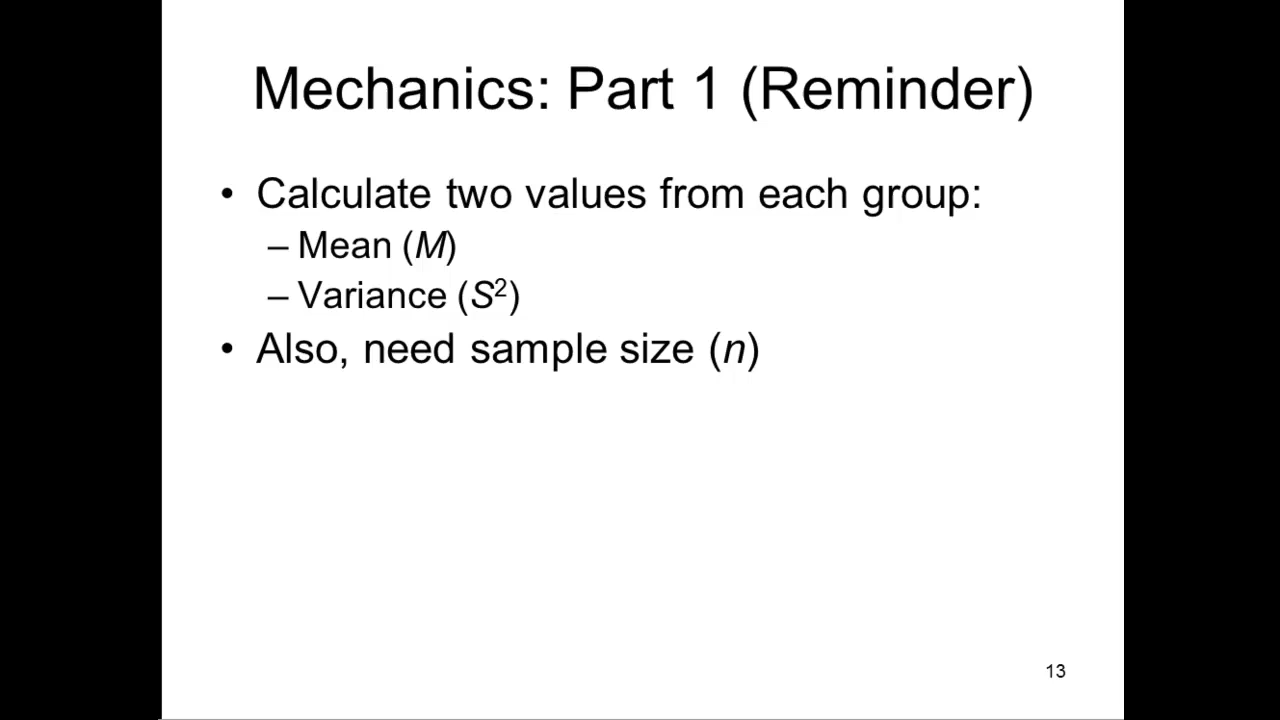 Mechanics: Part 1 (Reminder)
• Calculate two values from each group:
– Mean (M)
– Variance (S²)
• Also, need sample size (n)
13